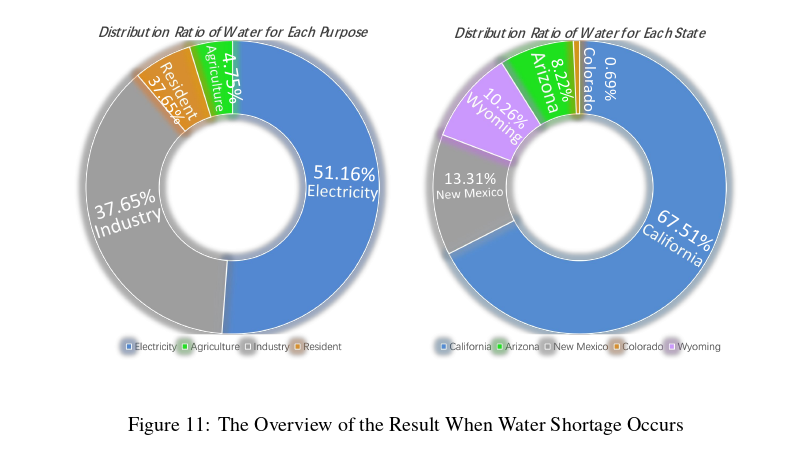 Distribution Ratio of Water for Each Purpose
Distribution Ratio of Water for Each State
4.75%
Agriculture
Resident
37.65%
51.16%
Electricity
37.65%
Industry
0.69%
Colorado
8.22%
Arizona
10.26%
Wyoming
13.31%
New Mexico
67.51%
California
Electricity Agriculture Industry Resident
California Arizona New Mexico Colorado Wyoming
Figure 11: The Overview of the Result When Water Shortage Occurs